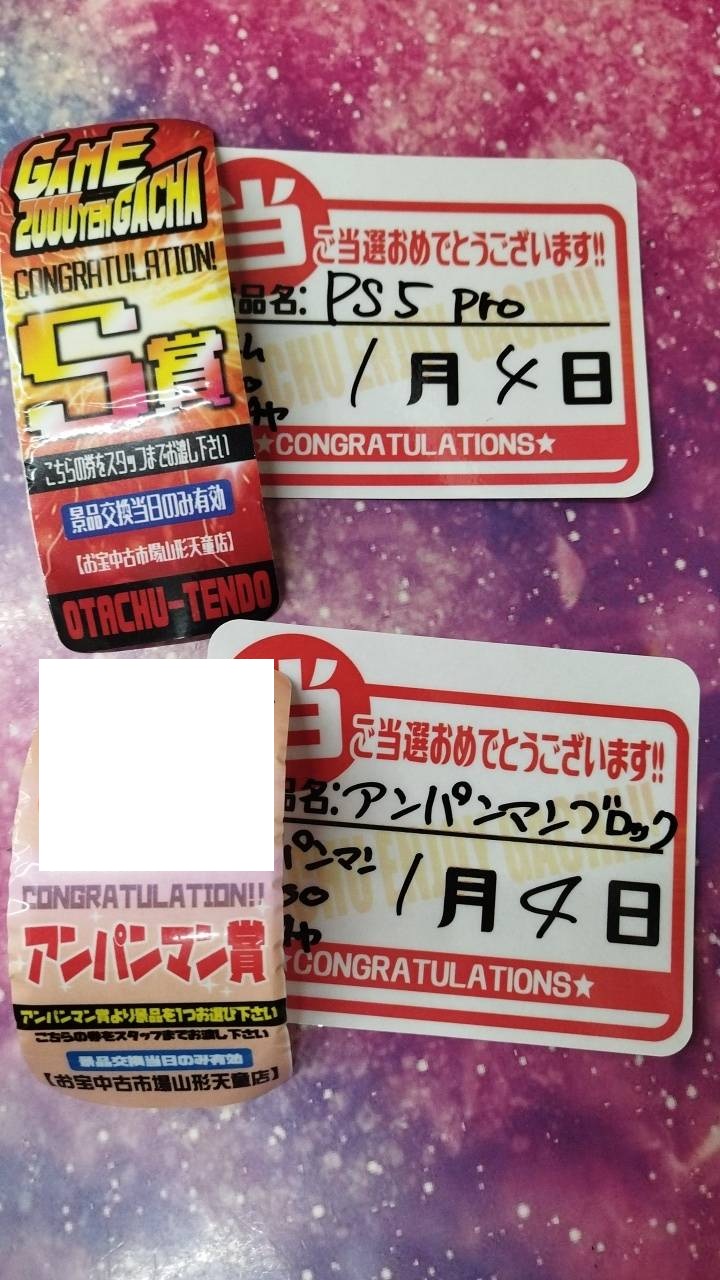 GAME
2000YEN GACHA
CONGRATULATION!
S賞
こちらの券をスタッフまでお渡し下さい
景品交換当日のみ有効
【お宝中古市場山形天童店】
OTACHU-TENDO
当
ご当選おめでとうございます!!
品名: PS5 pro
1月4日
★CONGRATULATIONS★
CONGRATULATION!!
アンパンマン賞
アンパンマン賞より景品を1つお選び下さい
こちらの券をスタッフまでお渡し下さい
景品交換当日のみ有効
【お宝中古市場山形天童店】
当
ご当選おめでとうございます!!
品名: アンパンマンブロック
パンマン
1月4日
★CONGRATULATIONS★